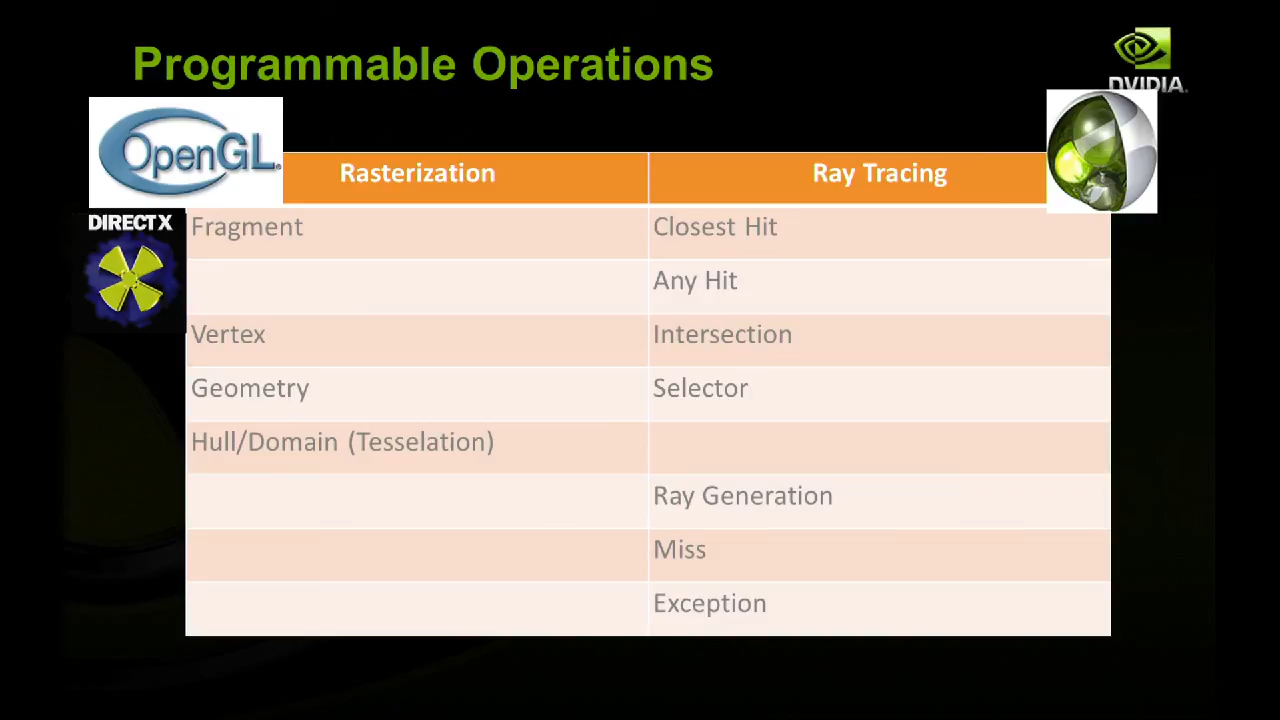 Programmable Operations
DVIDIA.
OpenGL®
Rasterization Ray Tracing
DIRECTX
Fragment Closest Hit
Any Hit
Vertex Intersection
Geometry Selector
Hull/Domain (Tesselation)
Ray Generation
Miss
Exception